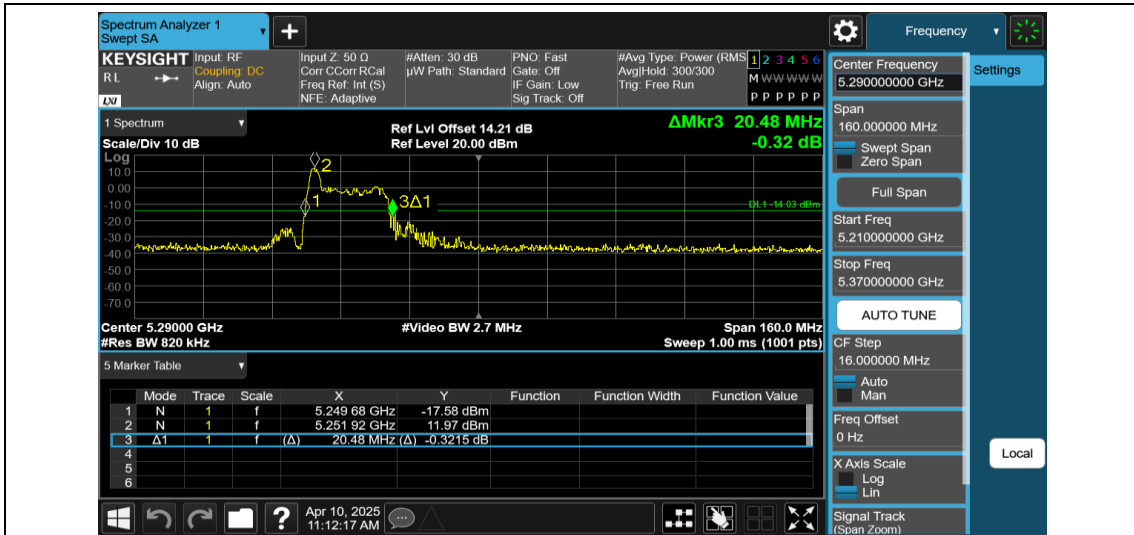 Spectrum Analyzer 1
Swept SA
Frequency
KEYSIGHT
R L
LXI
Input: RF
Coupling: DC
Align: Auto
Input Z: 50 Ω
Corr CCorr RCal
Freq Ref: Int (S)
NFE: Adaptive
#Atten: 30 dB
µW Path: Standard
PNO: Fast
Gate: Off
IF Gain: Low
Sig Track: Off
#Avg Type: Power (RMS
Avg|Hold: 300/300
Trig: Free Run
1 2 3 4 5 6
M W W W W W
P P P P P P
1 Spectrum
Scale/Div 10 dB
Ref Lvl Offset 14.21 dB
Ref Level 20.00 dBm
ΔMkr3 20.48 MHz
-0.32 dB
Log
10.0
0.00
-10.0
-20.0
-30.0
-40.0
-50.0
-60.0
-70.0
2
1
3Δ1
DL1 -14.03 dBm
Center 5.29000 GHz
#Video BW 2.7 MHz
Span 160.0 MHz
#Res BW 820 kHz
Sweep 1.00 ms (1001 pts)
5 Marker Table
Mode Trace Scale X Y Function Function Width Function Value
1 N 1 f 5.249 68 GHz -17.58 dBm
2 N 1 f 5.251 92 GHz 11.97 dBm
3 Δ1 1 f (Δ) 20.48 MHz (Δ) -0.3215 dB
4
5
6
Apr 10, 2025
11:12:17 AM
Center Frequency
5.290000000 GHz
Settings
Span
160.000000 MHz
Swept Span
Zero Span
Full Span
Start Freq
5.210000000 GHz
Stop Freq
5.370000000 GHz
AUTO TUNE
CF Step
16.000000 MHz
Auto
Man
Freq Offset
0 Hz
X Axis Scale
Log
Lin
Signal Track
(Span Zoom)
Local